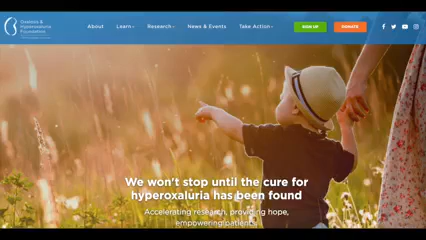 Oxalosis &
Hyperoxaluria
Foundation
About
Learn
Research
News & Events
Take Action
SIGN UP
DONATE
We won't stop until the cure for
hyperoxaluria has been found
Accelerating research, providing hope,
empowering patients